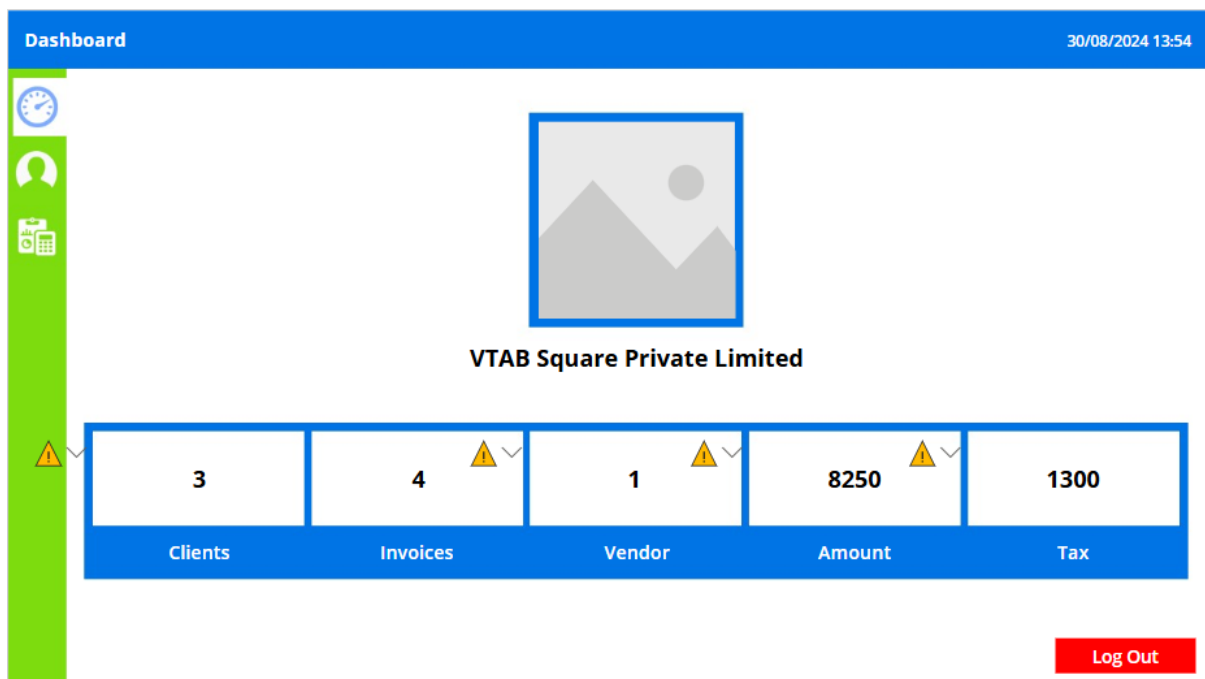 Dashboard
30/08/2024 13:54
VTAB Square Private Limited
3
4
1
8250
1300
Clients
Invoices
Vendor
Amount
Tax
Log Out